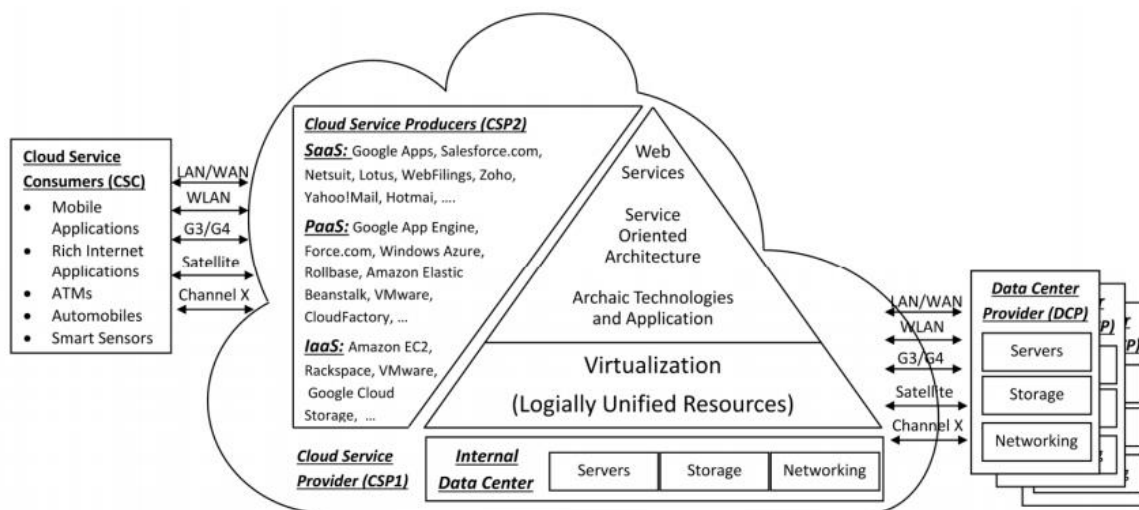 Cloud Service
Consumers (CSC)
• Mobile
Applications
• Rich Internet
Applications
• ATMs
• Automobiles
• Smart Sensors
LAN/WAN
WLAN
G3/G4
Satellite
Channel X
Cloud Service Producers (CSP2)
SaaS: Google Apps, Salesforce.com,
Netsuit, Lotus, WebFilings, Zoho,
Yahoo!Mail, Hotmai, ....
PaaS: Google App Engine,
Force.com, Windows Azure,
Rollbase, Amazon Elastic
Beanstalk, VMware,
CloudFactory, ...
IaaS: Amazon EC2,
Rackspace, VMware,
Google Cloud
Storage, ...
Web
Services
Service
Oriented
Architecture
Archaic Technologies
and Application
Virtualization
(Logially Unified Resources)
Cloud Service
Provider (CSP1)
Internal
Data Center
Servers
Storage
Networking
LAN/WAN
WLAN
G3/G4
Satellite
Channel X
Data Center
Provider (DCP)
Servers
Storage
Networking